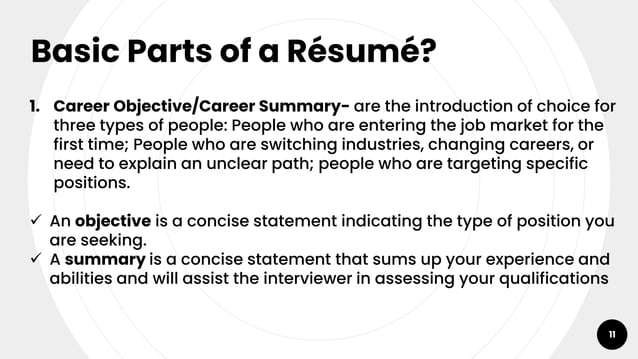 Basic Parts of a Résumé?
1. Career Objective/Career Summary- are the introduction of choice for
three types of people: People who are entering the job market for the
first time; People who are switching industries, changing careers, or
need to explain an unclear path; people who are targeting specific
positions.
✓ An objective is a concise statement indicating the type of position you
are seeking.
✓ A summary is a concise statement that sums up your experience and
abilities and will assist the interviewer in assessing your qualifications
11